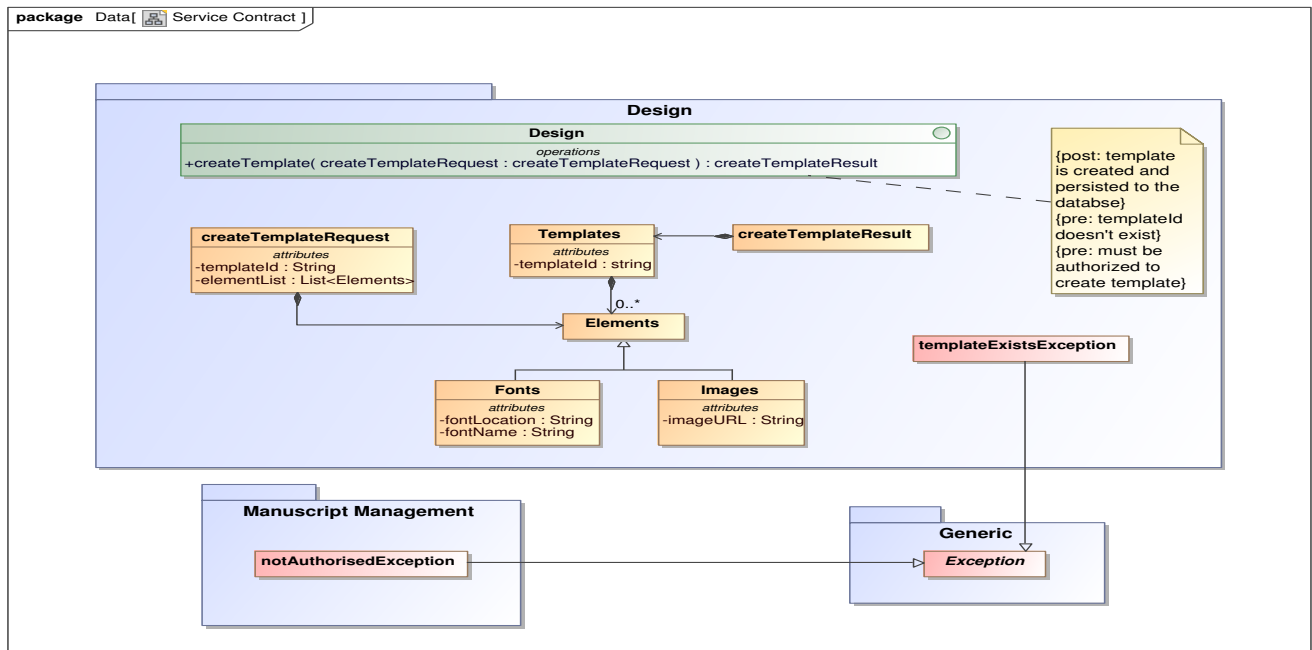 package Data[ Service Contract ]
Design
Design
operations
+createTemplate( createTemplateRequest : createTemplateRequest ) : createTemplateResult
{post: template
is created and
persisted to the
databse}
{pre: templateId
doesn't exist}
{pre: must be
authorized to
create template}
createTemplateRequest
attributes
-templateId : String
-elementList : List<Elements>
Templates
attributes
-templateId : string
createTemplateResult
0..*
Elements
templateExistsException
Fonts
attributes
-fontLocation : String
-fontName : String
Images
attributes
-imageURL : String
Manuscript Management
notAuthorisedException
Generic
Exception